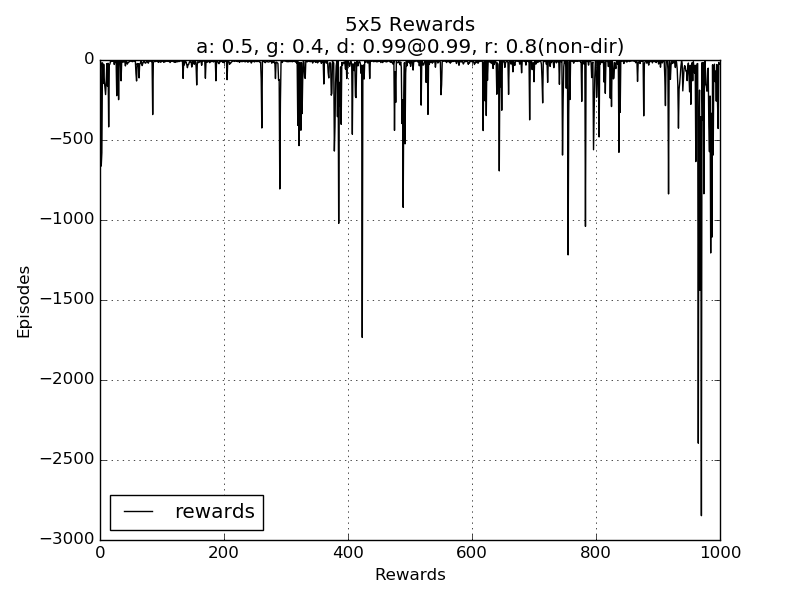 5x5 Rewards
a: 0.5, g: 0.4, d: 0.99@0.99, r: 0.8(non-dir)
0
−500
−1000
−1500
−2000
−2500
−3000
Episodes
rewards
0 200 400 600 800 1000
Rewards